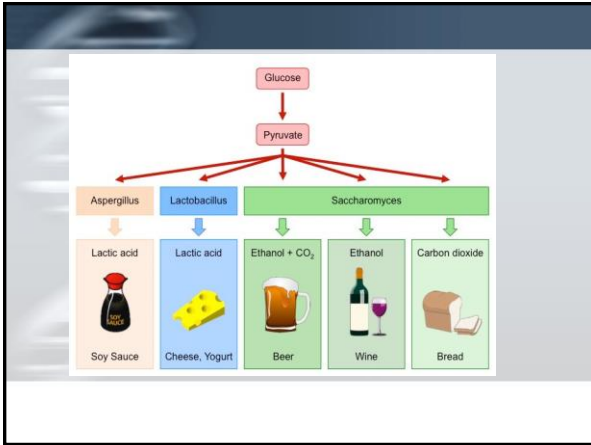 Glucose
Pyruvate
Aspergillus
Lactobacillus
Saccharomyces
Lactic acid
Lactic acid
Ethanol + CO₂
Ethanol
Carbon dioxide
SOY
SAUCE
Soy Sauce
Cheese, Yogurt
Beer
Wine
Bread